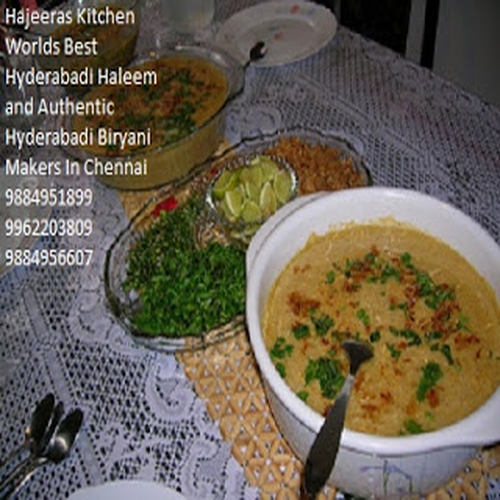 Hajeeras Kitchen
Worlds Best
Hyderabadi Haleem
and Authentic
Hyderabadi Biryani
Makers In Chennai
9884951899
9962203809
9884956607